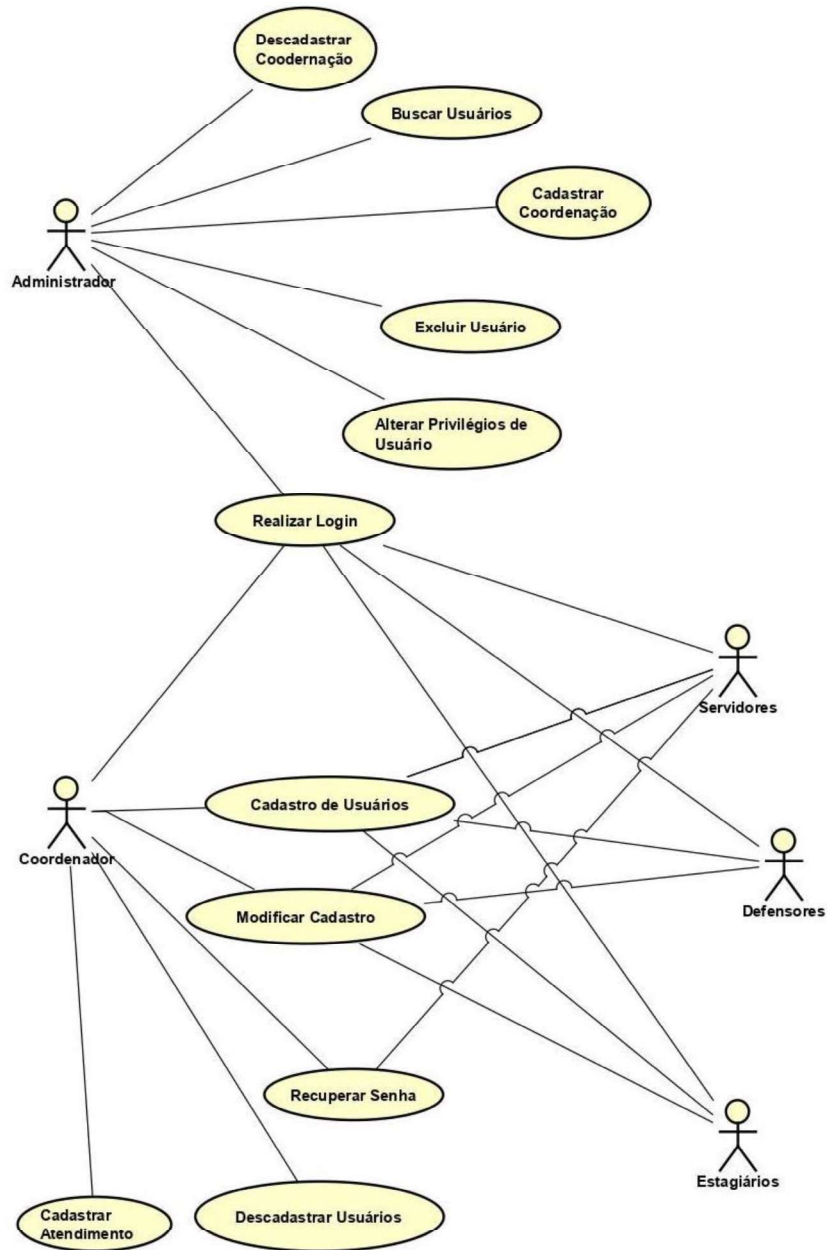 Descadastrar
Coodernação
Buscar Usuários
Cadastrar
Coordenação
Administrador
Excluir Usuário
Alterar Privilégios de
Usuário
Realizar Login
Servidores
Cadastro de Usuários
Coordenador
Modificar Cadastro
Defensores
Recuperar Senha
Estagiários
Cadastrar
Atendimento
Descadastrar Usuários